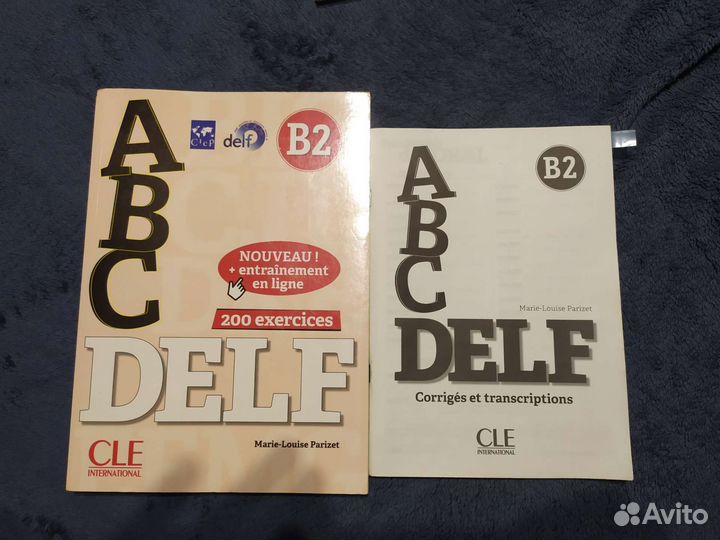 A
B
C
CIEP
delf
B2
NOUVEAU !
+ entraînement
en ligne
200 exercices
DELF
Marie-Louise Parizet
CLE
INTERNATIONAL
A
B
C
B2
Marie-Louise Parizet
DELF
Corrigés et transcriptions
CLE
INTERNATIONAL
Avito